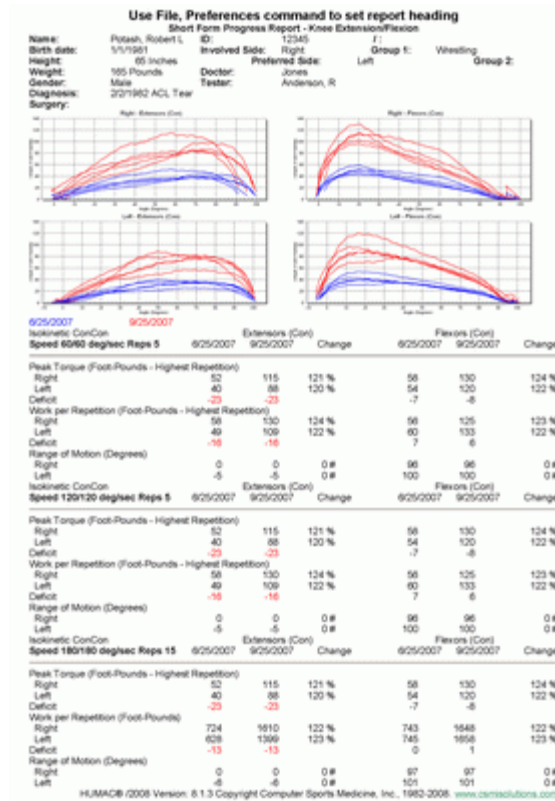 Use File, Preferences command to set report heading
Short Form Progress Report - Knee Extension/Flexion
Name: Potash, Robert L ID: 12345
Birth date: 1/1/1981 Involved Side: Right Group 1: Wrestling
Height: 65 Inches Preferred Side: Left Group 2:
Weight: 165 Pounds Doctor: Jones
Gender: Male Tester: Anderson, R
Diagnosis: 2/2/1982 ACL Tear
Surgery:
Right - Extensors (Con) Right - Flexors (Con)
Left - Extensors (Con) Left - Flexors (Con)
6/25/2007 9/25/2007
Isokinetic ConCon Extensors (Con) Flexors (Con)
Speed 60/60 deg/sec Reps 5 6/25/2007 9/25/2007 Change 6/25/2007 9/25/2007 Change
Peak Torque (Foot-Pounds - Highest Repetition)
Right 52 115 121 % 58 130 124 %
Left 40 88 120 % 54 120 122 %
Deficit -23 -23 -7 -8
Work per Repetition (Foot-Pounds - Highest Repetition)
Right 58 130 124 % 56 125 123 %
Left 49 109 122 % 60 133 122 %
Deficit -16 -16 7 6
Range of Motion (Degrees)
Right 0 0 0 # 96 96 0 #
Left -5 -5 0 # 100 100 0 #
Isokinetic ConCon Extensors (Con) Flexors (Con)
Speed 120/120 deg/sec Reps 5 6/25/2007 9/25/2007 Change 6/25/2007 9/25/2007 Change
Peak Torque (Foot-Pounds - Highest Repetition)
Right 52 115 121 % 58 130 124 %
Left 40 88 120 % 54 120 122 %
Deficit -23 -23 -7 -8
Work per Repetition (Foot-Pounds - Highest Repetition)
Right 58 130 124 % 56 125 123 %
Left 49 109 122 % 60 133 122 %
Deficit -16 -16 7 6
Range of Motion (Degrees)
Right 0 0 0 # 96 96 0 #
Left -5 -5 0 # 100 100 0 #
Isokinetic ConCon Extensors (Con) Flexors (Con)
Speed 180/180 deg/sec Reps 15 6/25/2007 9/25/2007 Change 6/25/2007 9/25/2007 Change
Peak Torque (Foot-Pounds - Highest Repetition)
Right 52 115 121 % 58 130 124 %
Left 40 88 120 % 54 120 122 %
Deficit -23 -23 -7 -8
Work per Repetition (Foot-Pounds)
Right 724 1610 122 % 743 1648 122 %
Left 628 1399 123 % 745 1658 123 %
Deficit -13 -13 0 1
Range of Motion (Degrees)
Right 0 0 0 # 97 97 0 #
Left -6 -6 0 # 101 101 0 #
HUMAC® /2008 Version: 8.1.3 Copyright Computer Sports Medicine, Inc., 1982-2008. www.csmisolutions.com